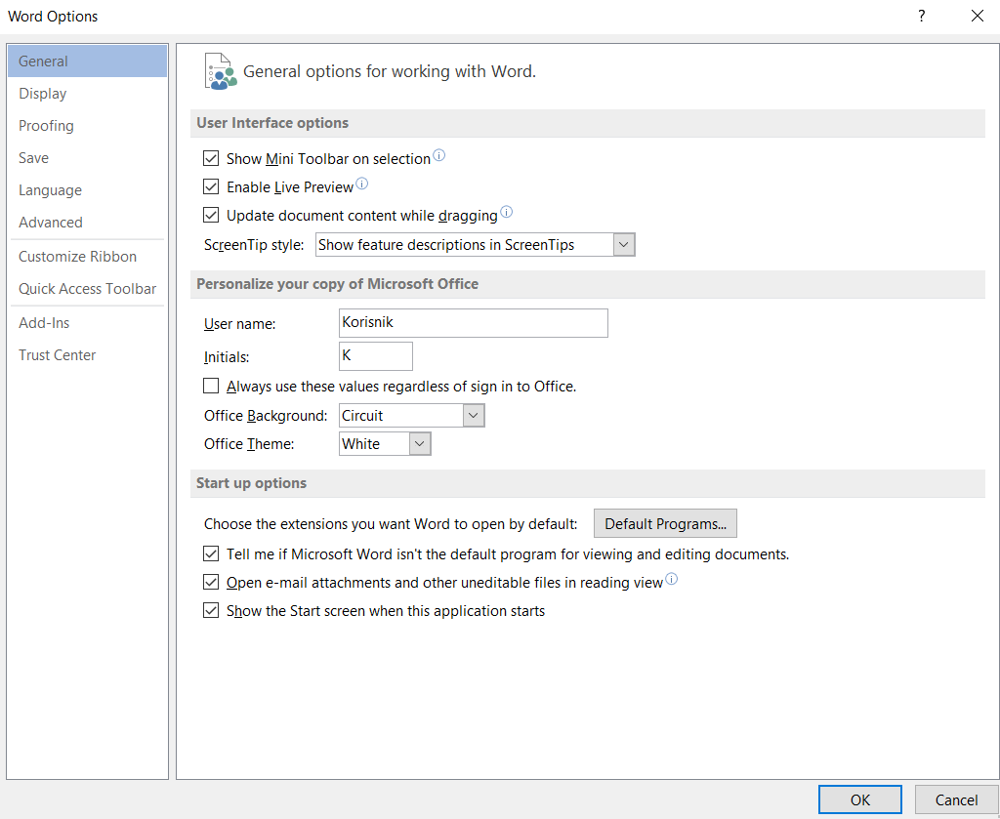 Word Options
?
General
Display
Proofing
Save
Language
Advanced
Customize Ribbon
Quick Access Toolbar
Add-Ins
Trust Center
General options for working with Word.
User Interface options
Show Mini Toolbar on selection
Enable Live Preview
Update document content while dragging
ScreenTip style: Show feature descriptions in ScreenTips
Personalize your copy of Microsoft Office
User name: Korisnik
Initials: K
Always use these values regardless of sign in to Office.
Office Background: Circuit
Office Theme: White
Start up options
Choose the extensions you want Word to open by default: Default Programs...
Tell me if Microsoft Word isn't the default program for viewing and editing documents.
Open e-mail attachments and other uneditable files in reading view
Show the Start screen when this application starts
OK Cancel